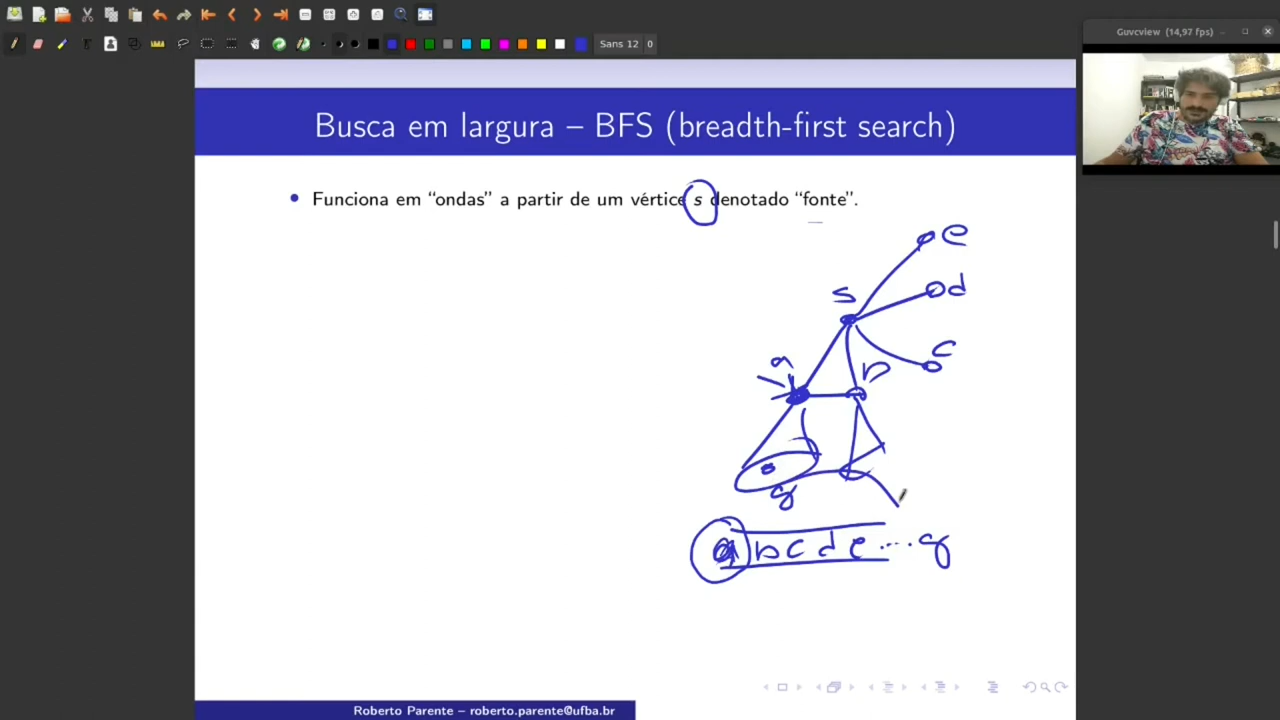 Guvcview (14,97 fps)
Sans 12
0
Busca em largura – BFS (breadth-first search)
• Funciona em “ondas” a partir de um vértice s denotado “fonte”.
e
s
d
a
b
c
g
a b c d e ... g
Roberto Parente – roberto.parente@ufba.br